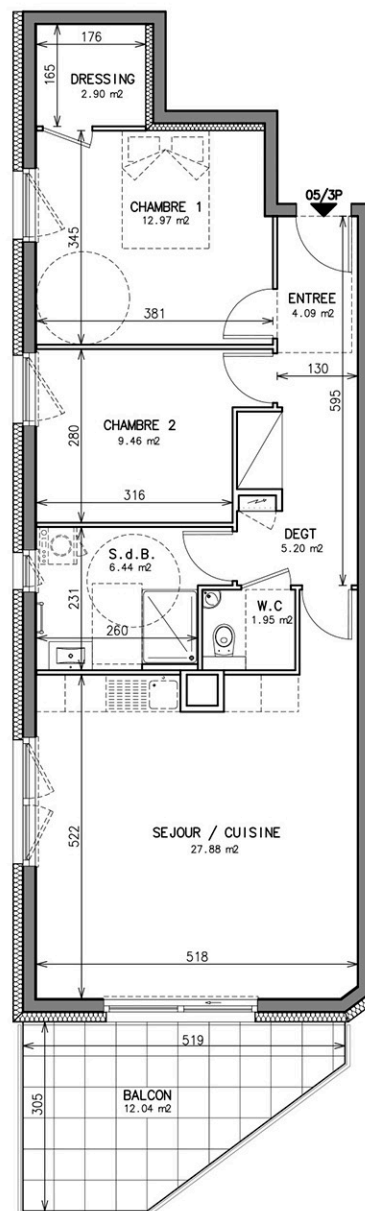 176
165
DRESSING
2.90 m2
05/3P
CHAMBRE 1
12.97 m2
345
381
ENTREE
4.09 m2
130
595
CHAMBRE 2
9.46 m2
280
316
DEGT
5.20 m2
S.d.B.
6.44 m2
231
260
W.C
1.95 m2
SEJOUR / CUISINE
27.88 m2
522
518
519
BALCON
12.04 m2
305